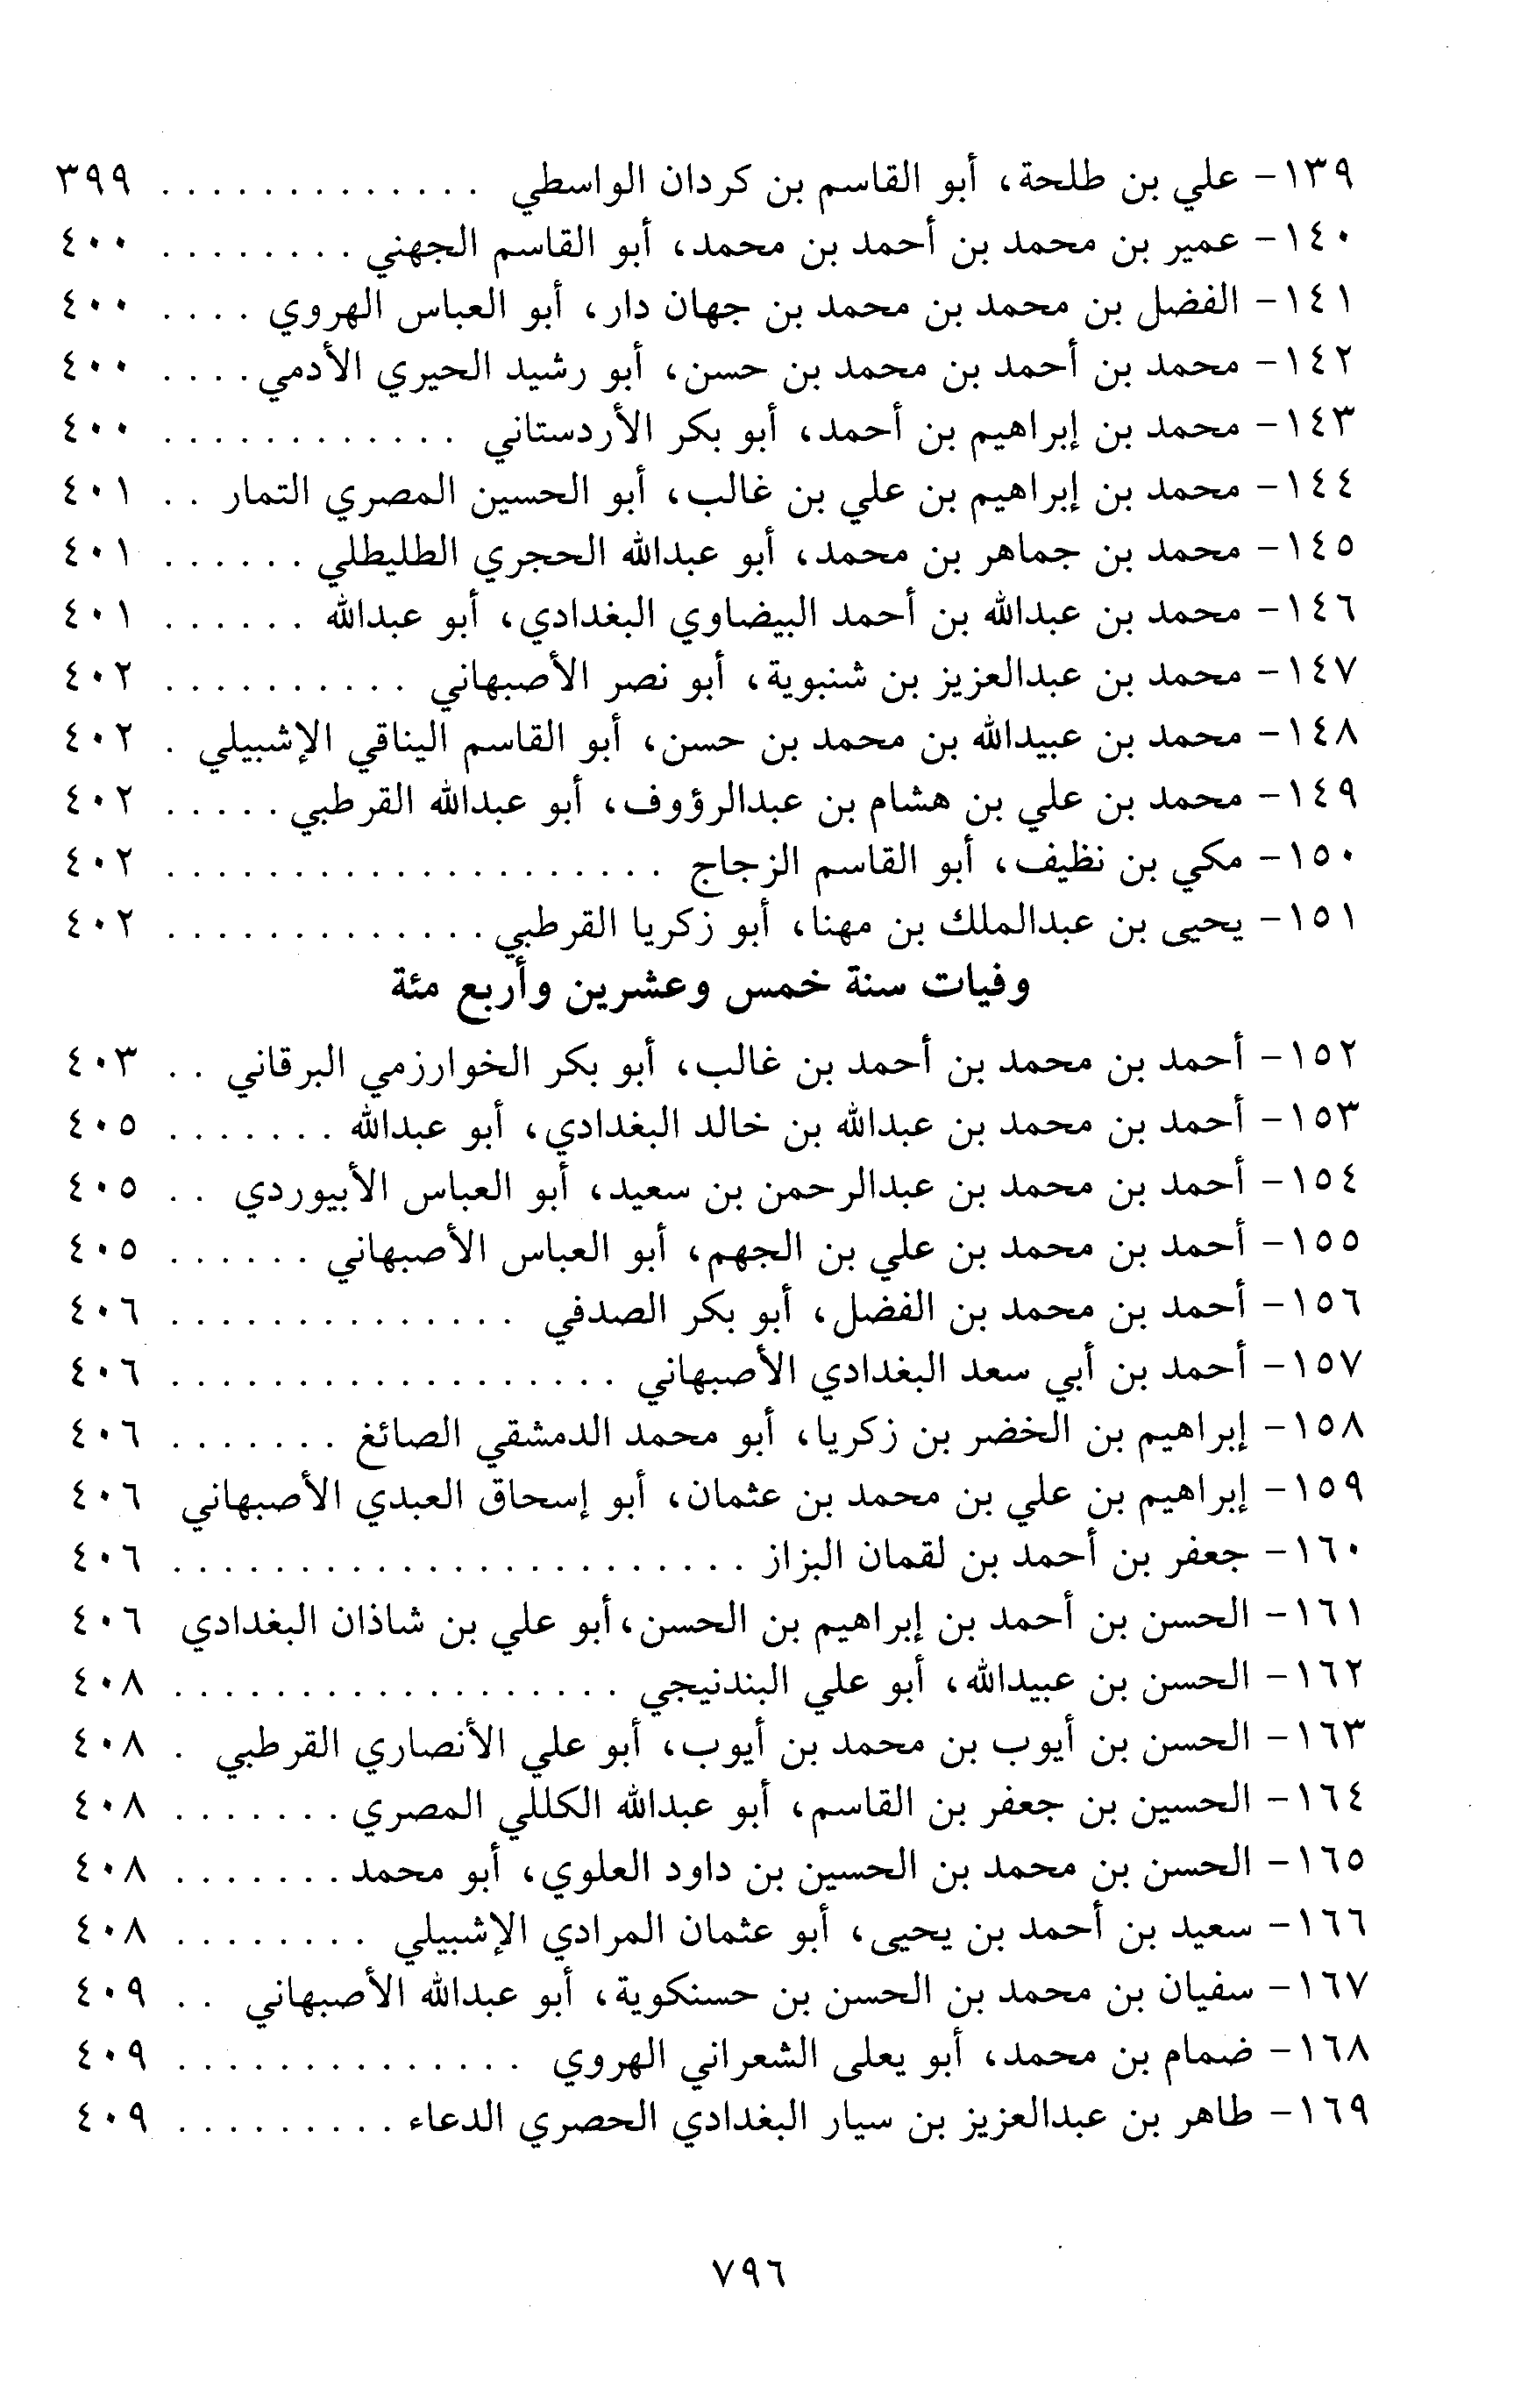 ١٣٩- علي بن طلحة، أبو القاسم بن كردان الواسطي . . . . . . . . . . . . . ٣٩٩
١٤٠- عمير بن محمد بن أحمد بن محمد، أبو القاسم الجهني . . . . . . . . ٤٠٠
١٤١- الفضل بن محمد بن محمد بن جهان دار، أبو العباس الهروي . . . . ٤٠٠
١٤٢- محمد بن أحمد بن محمد بن حسن، أبو رشيد الحيري الأدمي . . . . ٤٠٠
١٤٣- محمد بن إبراهيم بن أحمد، أبو بكر الأردستاني . . . . . . . . . . . . ٤٠٠
١٤٤- محمد بن إبراهيم بن علي بن غالب، أبو الحسين المصري التمار . . ٤٠١
١٤٥- محمد بن جماهر بن محمد، أبو عبدالله الحجري الطليطلي . . . . . . ٤٠١
١٤٦- محمد بن عبدالله بن أحمد البيضاوي البغدادي، أبو عبدالله . . . . . . ٤٠١
١٤٧- محمد بن عبدالعزيز بن شنبوية، أبو نصر الأصبهاني . . . . . . . . . . ٤٠٢
١٤٨- محمد بن عبيدالله بن محمد بن حسن، أبو القاسم اليناقي الإشبيلي . ٤٠٢
١٤٩- محمد بن علي بن هشام بن عبدالرؤوف، أبو عبدالله القرطبي . . . . . ٤٠٢
١٥٠- مكي بن نظيف، أبو القاسم الزجاج . . . . . . . . . . . . . . . . . . . . ٤٠٢
١٥١- يحيى بن عبدالملك بن مهنا، أبو زكريا القرطبي . . . . . . . . . . . . . ٤٠٢
وفيات سنة خمس وعشرين وأربع مئة
١٥٢- أحمد بن محمد بن أحمد بن غالب، أبو بكر الخوارزمي البرقاني . . ٤٠٣
١٥٣- أحمد بن محمد بن عبدالله بن خالد البغدادي، أبو عبدالله . . . . . . . ٤٠٥
١٥٤- أحمد بن محمد بن عبدالرحمن بن سعيد، أبو العباس الأبيوردي . . ٤٠٥
١٥٥- أحمد بن محمد بن علي بن الجهم، أبو العباس الأصبهاني . . . . . . ٤٠٥
١٥٦- أحمد بن محمد بن الفضل، أبو بكر الصدفي . . . . . . . . . . . . . . ٤٠٦
١٥٧- أحمد بن أبي سعد البغدادي الأصبهاني . . . . . . . . . . . . . . . . . . ٤٠٦
١٥٨- إبراهيم بن الخضر بن زكريا، أبو محمد الدمشقي الصائغ . . . . . . . ٤٠٦
١٥٩- إبراهيم بن علي بن محمد بن عثمان، أبو إسحاق العبدي الأصبهاني ٤٠٦
١٦٠- جعفر بن أحمد بن لقمان البزاز . . . . . . . . . . . . . . . . . . . . . . . ٤٠٦
١٦١- الحسن بن أحمد بن إبراهيم بن الحسن، أبو علي بن شاذان البغدادي ٤٠٦
١٦٢- الحسن بن عبيدالله، أبو علي البندنيجي . . . . . . . . . . . . . . . . . . ٤٠٨
١٦٣- الحسن بن أيوب بن محمد بن أيوب، أبو علي الأنصاري القرطبي . ٤٠٨
١٦٤- الحسين بن جعفر بن القاسم، أبو عبدالله الكللي المصري . . . . . . . ٤٠٨
١٦٥- الحسن بن محمد بن الحسين بن داود العلوي، أبو محمد . . . . . . . ٤٠٨
١٦٦- سعيد بن أحمد بن يحيى، أبو عثمان المرادي الإشبيلي . . . . . . . . ٤٠٨
١٦٧- سفيان بن محمد بن الحسن بن حسنكوية، أبو عبدالله الأصبهاني . . ٤٠٩
١٦٨- ضمام بن محمد، أبو يعلى الشعراني الهروي . . . . . . . . . . . . . . ٤٠٩
١٦٩- طاهر بن عبدالعزيز بن سيار البغدادي الحصري الدعاء . . . . . . . . . ٤٠٩
٧٩٦